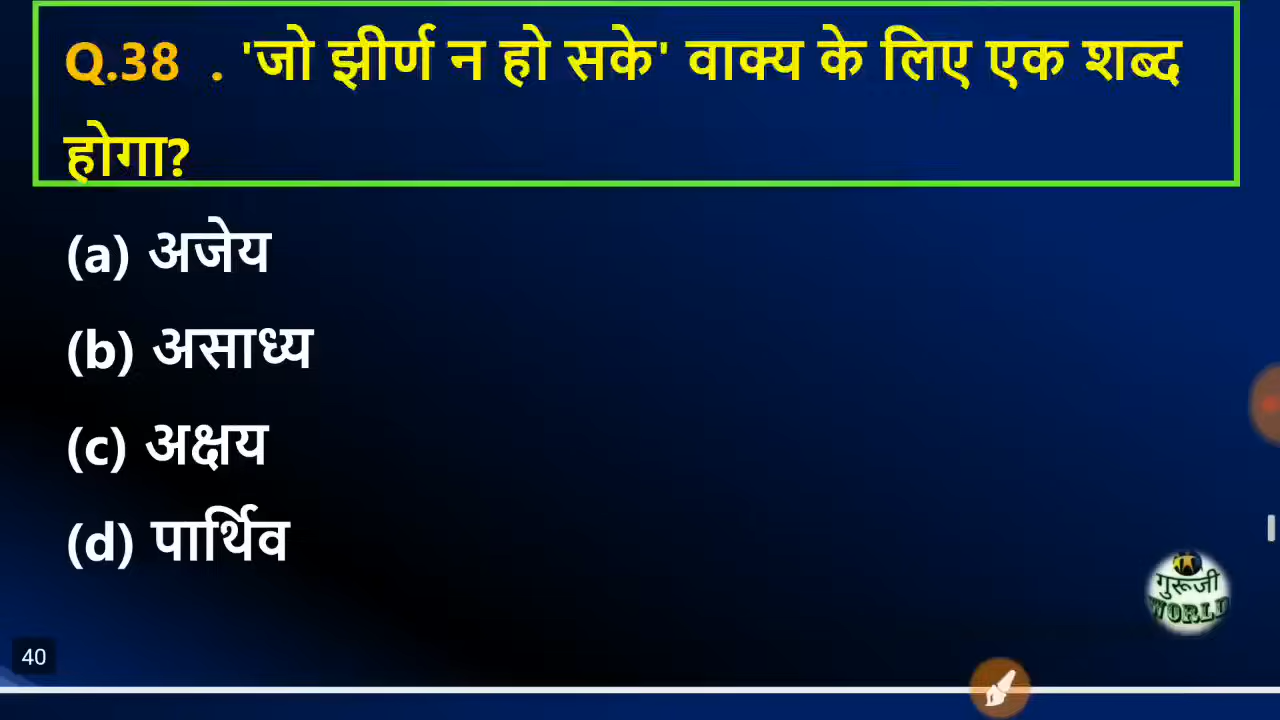 Q.38 . 'जो झीर्ण न हो सके' वाक्य के लिए एक शब्द
होगा?
(a) अजेय
(b) असाध्य
(c) अक्षय
(d) पार्थिव
गुरूजी
WORLD
40